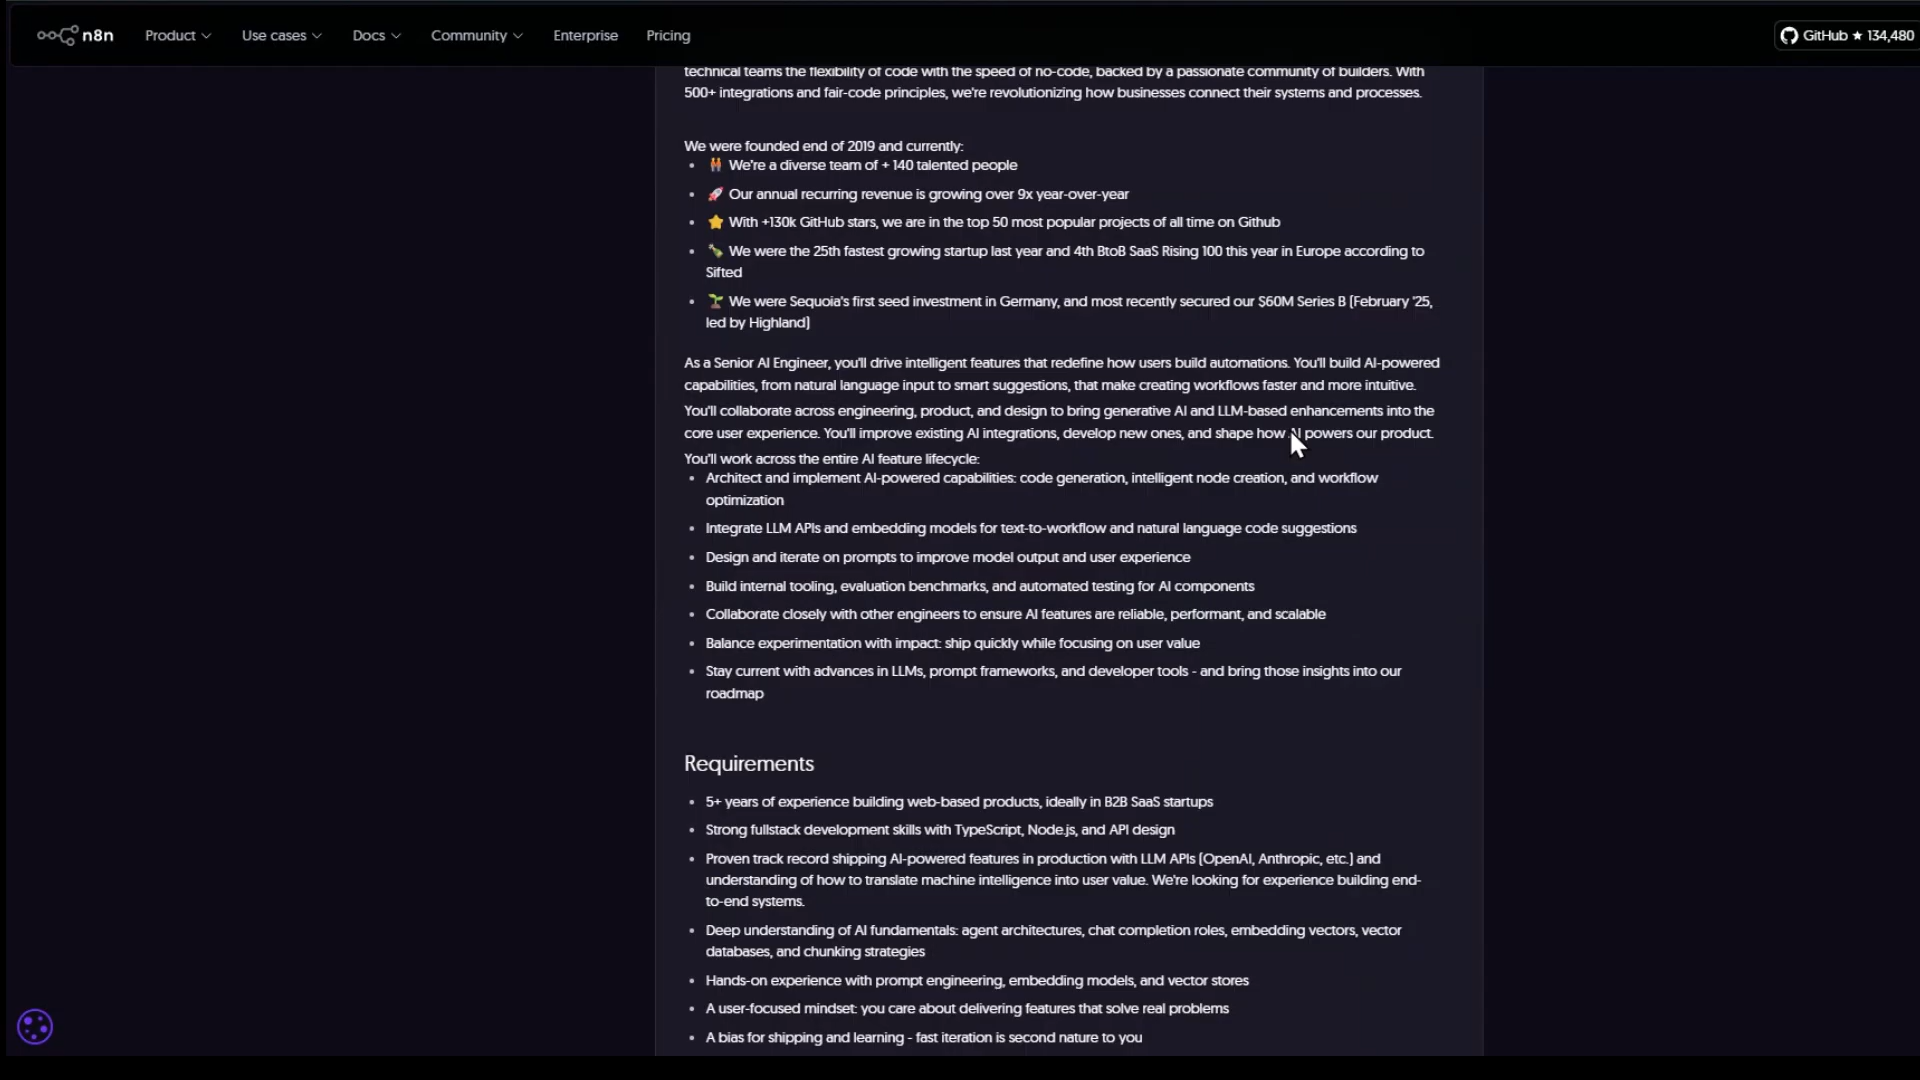 n8n Product Use cases Docs Community Enterprise Pricing GitHub ★ 134,480
technical teams the flexibility of code with the speed of no-code, backed by a passionate community of builders. With
500+ integrations and fair-code principles, we're revolutionizing how businesses connect their systems and processes.
We were founded end of 2019 and currently:
• 👫 We're a diverse team of + 140 talented people
• 🚀 Our annual recurring revenue is growing over 9x year-over-year
• ⭐ With +130k GitHub stars, we are in the top 50 most popular projects of all time on Github
• 🍾 We were the 25th fastest growing startup last year and 4th BtoB SaaS Rising 100 this year in Europe according to
Sifted
• 🌱 We were Sequoia's first seed investment in Germany, and most recently secured our $60M Series B (February '25,
led by Highland)
As a Senior AI Engineer, you'll drive intelligent features that redefine how users build automations. You'll build AI-powered
capabilities, from natural language input to smart suggestions, that make creating workflows faster and more intuitive.
You'll collaborate across engineering, product, and design to bring generative AI and LLM-based enhancements into the
core user experience. You'll improve existing AI integrations, develop new ones, and shape how AI powers our product.
You'll work across the entire AI feature lifecycle:
• Architect and implement AI-powered capabilities: code generation, intelligent node creation, and workflow
optimization
• Integrate LLM APIs and embedding models for text-to-workflow and natural language code suggestions
• Design and iterate on prompts to improve model output and user experience
• Build internal tooling, evaluation benchmarks, and automated testing for AI components
• Collaborate closely with other engineers to ensure AI features are reliable, performant, and scalable
• Balance experimentation with impact: ship quickly while focusing on user value
• Stay current with advances in LLMs, prompt frameworks, and developer tools - and bring those insights into our
roadmap
Requirements
• 5+ years of experience building web-based products, ideally in B2B SaaS startups
• Strong fullstack development skills with TypeScript, Node.js, and API design
• Proven track record shipping AI-powered features in production with LLM APIs (OpenAI, Anthropic, etc.) and
understanding of how to translate machine intelligence into user value. We're looking for experience building end-
to-end systems.
• Deep understanding of AI fundamentals: agent architectures, chat completion roles, embedding vectors, vector
databases, and chunking strategies
• Hands-on experience with prompt engineering, embedding models, and vector stores
• A user-focused mindset: you care about delivering features that solve real problems
• A bias for shipping and learning - fast iteration is second nature to you